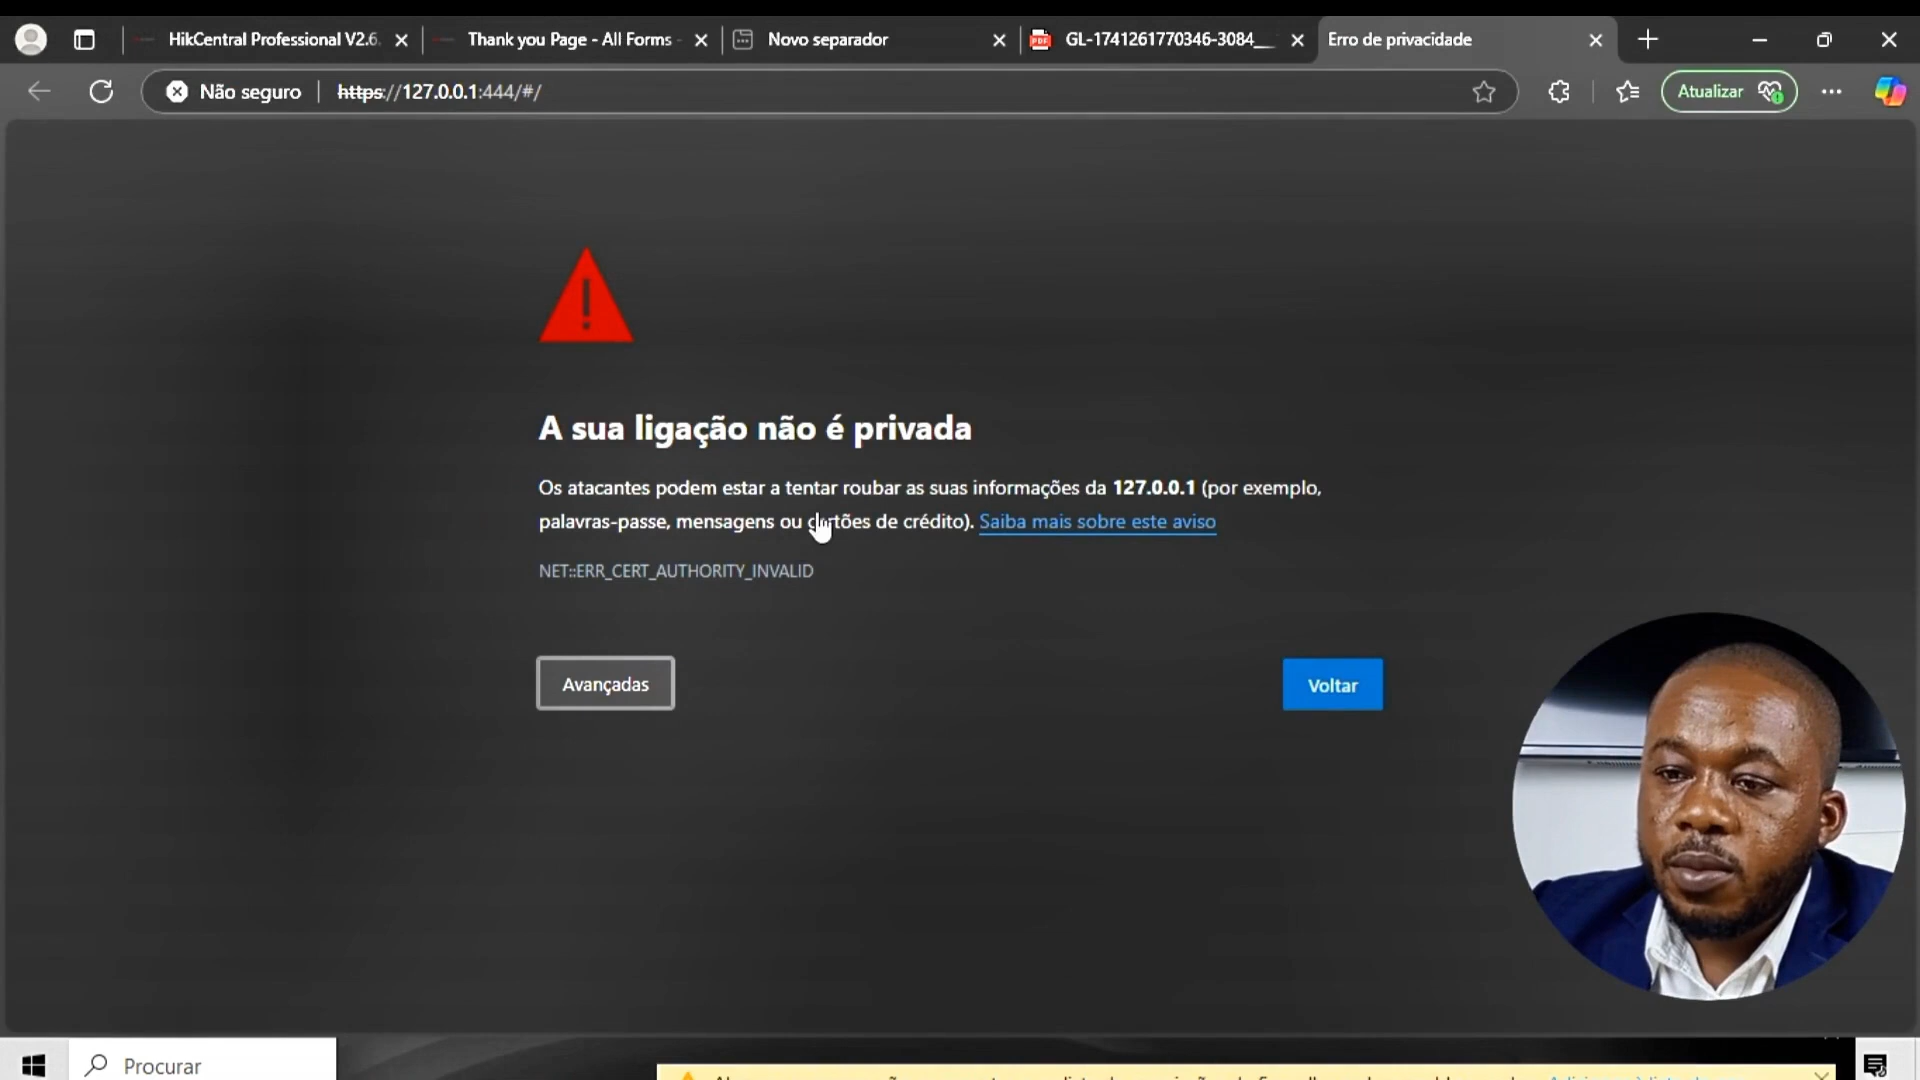 HikCentral Professional V2.6.
Thank you Page - All Forms -
Novo separador
PDF
GL-1741261770346-3084__
Erro de privacidade
Não seguro
https://127.0.0.1:444/#/
Atualizar
A sua ligação não é privada
Os atacantes podem estar a tentar roubar as suas informações da 127.0.0.1 (por exemplo,
palavras-passe, mensagens ou cartões de crédito). Saiba mais sobre este aviso
NET::ERR_CERT_AUTHORITY_INVALID
Avançadas
Voltar
Procurar